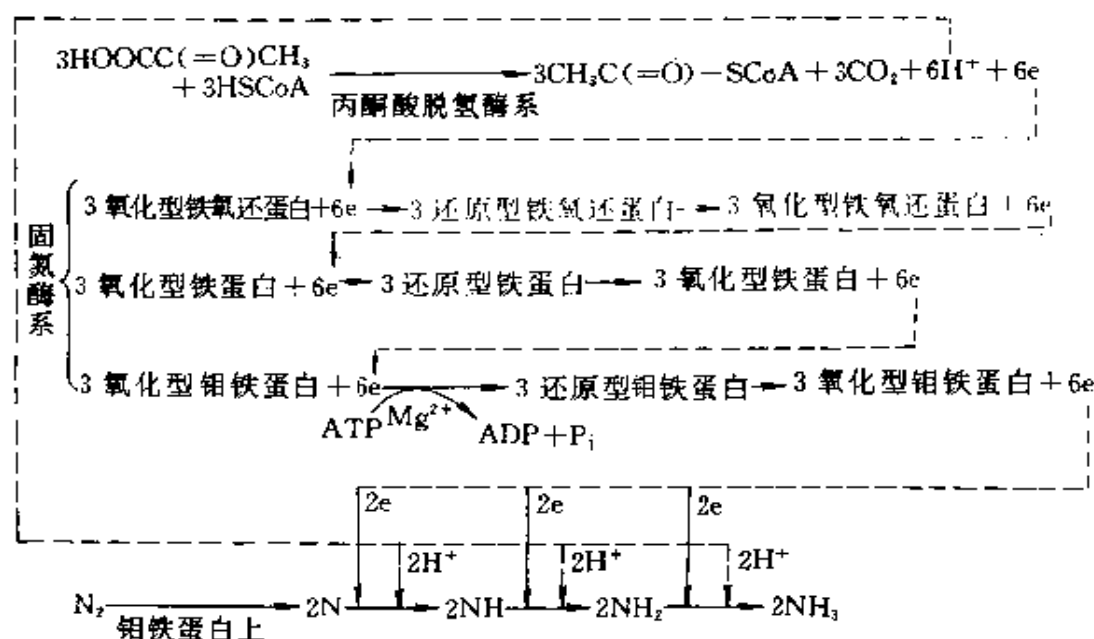 3HOOCC(=O)CH₃
+ 3HSCoA → 3CH₃C(=O)-SCoA + 3CO₂ + 6H⁺ + 6e
丙酮酸脱氢酶系
固氮酶系
3 氧化型铁氧还蛋白+6e → 3 还原型铁氧还蛋白 → 3 氧化型铁氧还蛋白 + 6e
3 氧化型铁蛋白 + 6e → 3 还原型铁蛋白 → 3 氧化型铁蛋白 + 6e
3 氧化型钼铁蛋白 + 6e → 3 还原型钼铁蛋白 → 3 氧化型钼铁蛋白 + 6e
ATP Mg²⁺ ADP + Pᵢ
2e 2e 2e
2H⁺ 2H⁺ 2H⁺
N₂ → 2N → 2NH → 2NH₂ → 2NH₃
钼铁蛋白上